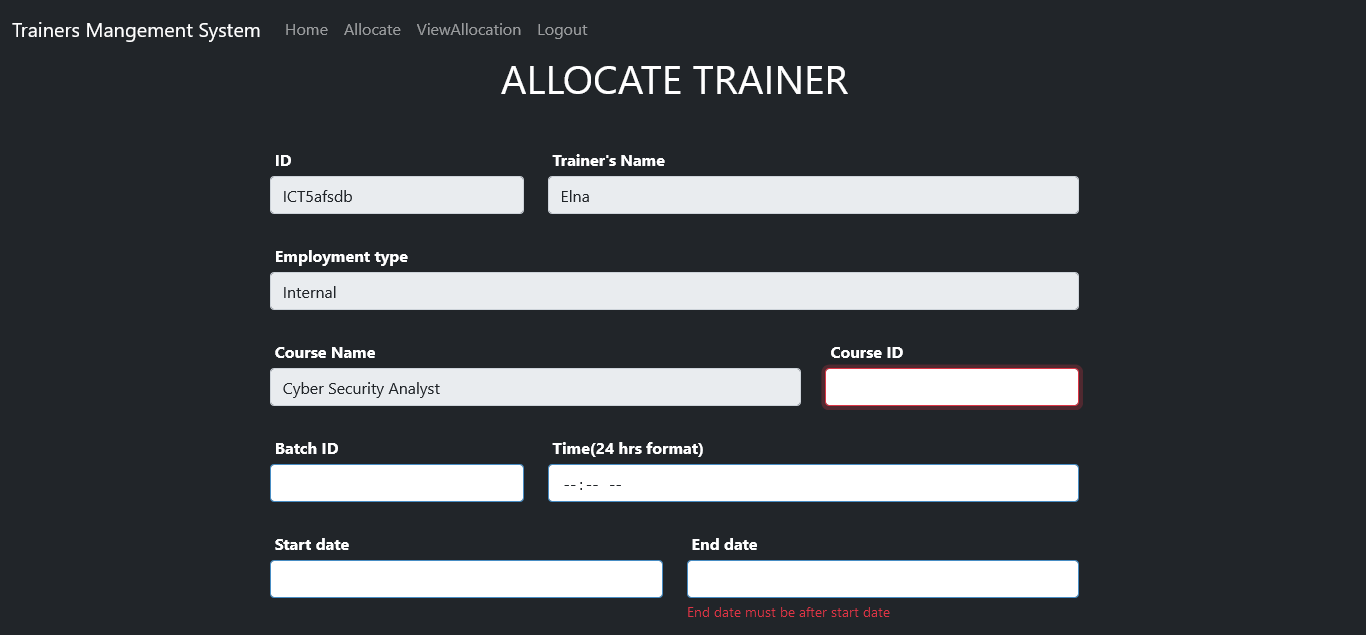 Trainers Mangement System Home Allocate ViewAllocation Logout
ALLOCATE TRAINER
ID Trainer's Name
ICT5afsdb Elna
Employment type
Internal
Course Name Course ID
Cyber Security Analyst
Batch ID Time(24 hrs format)
--:-- --
Start date End date
End date must be after start date